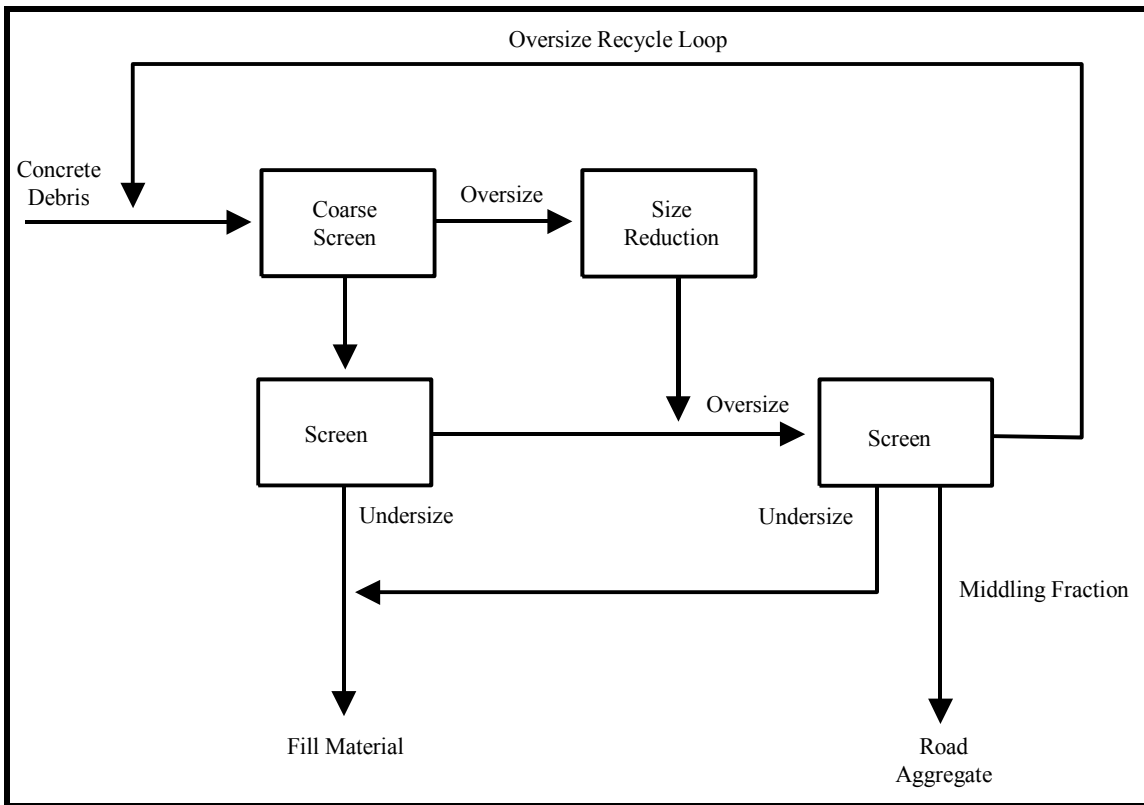 Oversize Recycle Loop
Concrete
Debris
Coarse
Screen
Oversize
Size
Reduction
Screen
Oversize
Screen
Undersize
Undersize
Middling Fraction
Fill Material
Road
Aggregate